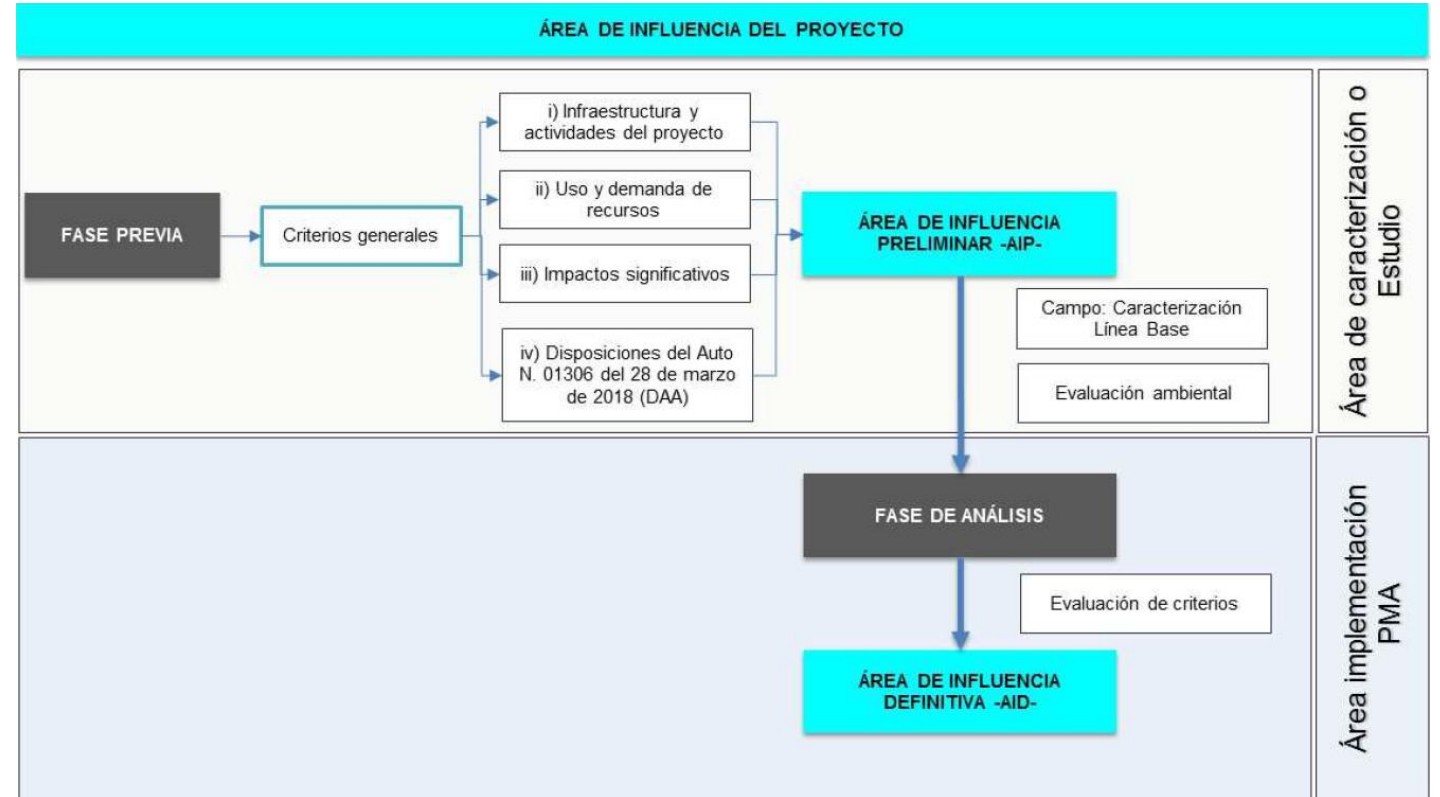 ÁREA DE INFLUENCIA DEL PROYECTO
FASE PREVIA
Criterios generales
i) Infraestructura y
actividades del proyecto
ii) Uso y demanda de
recursos
iii) Impactos significativos
iv) Disposiciones del Auto
N. 01306 del 28 de marzo
de 2018 (DAA)
ÁREA DE INFLUENCIA
PRELIMINAR -AIP-
Campo: Caracterización
Línea Base
Evaluación ambiental
Área de caracterización o
Estudio
FASE DE ANÁLISIS
Evaluación de criterios
ÁREA DE INFLUENCIA
DEFINITIVA -AID-
Área implementación
PMA